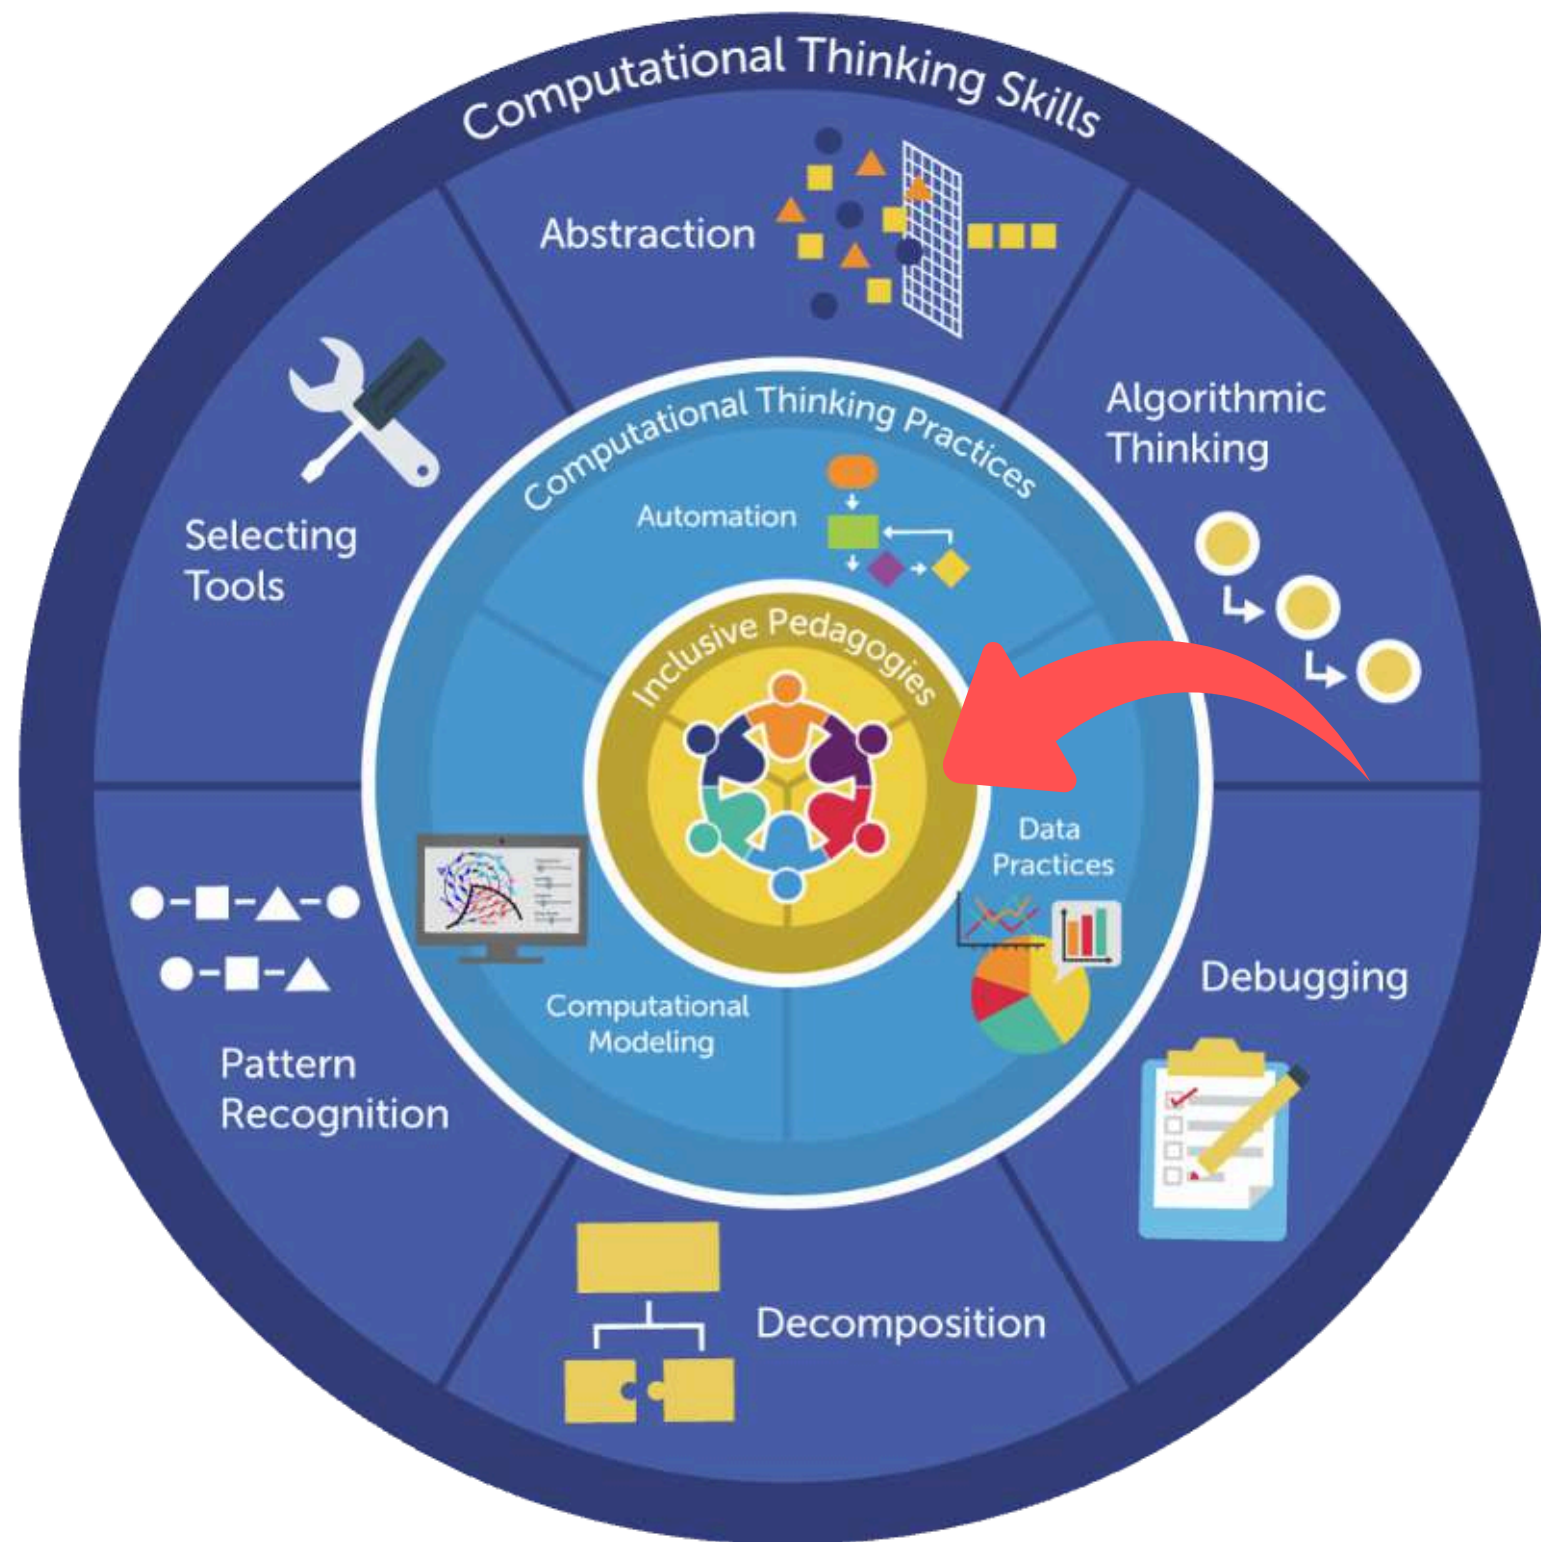 Computational Thinking Skills
Abstraction
Algorithmic
Thinking
Selecting
Tools
Computational Thinking Practices
Automation
Inclusive Pedagogies
Data
Practices
Computational
Modeling
Debugging
Pattern
Recognition
Decomposition